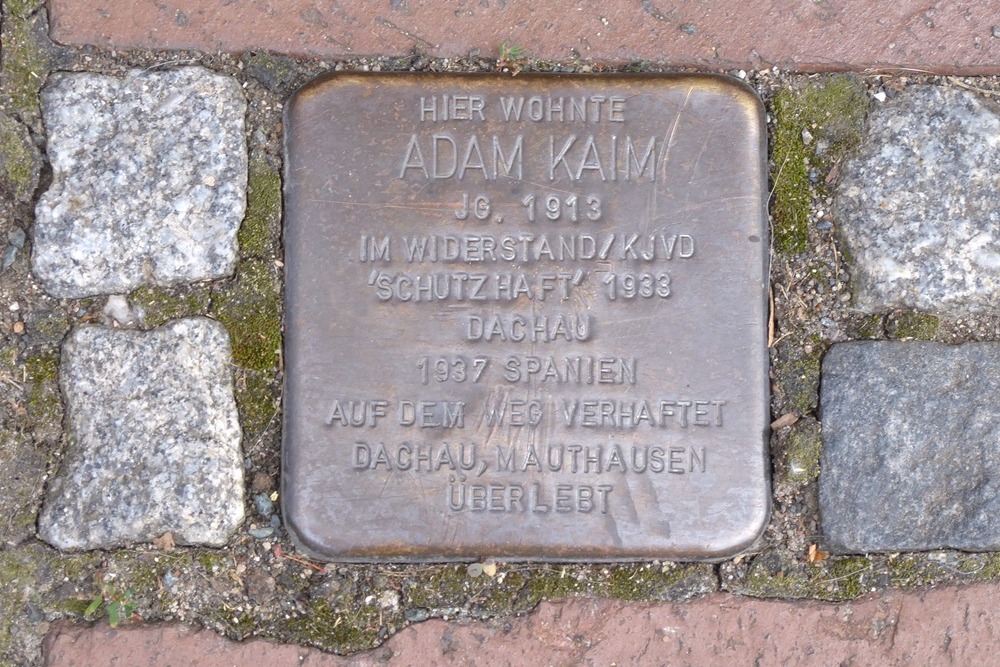 HIER WOHNTE
ADAM KAIM
JG. 1913
IM WIDERSTAND/KJVD
'SCHUTZHAFT' 1933
DACHAU
1937 SPANIEN
AUF DEM WEG VERHAFTET
DACHAU, MAUTHAUSEN
ÜBERLEBT